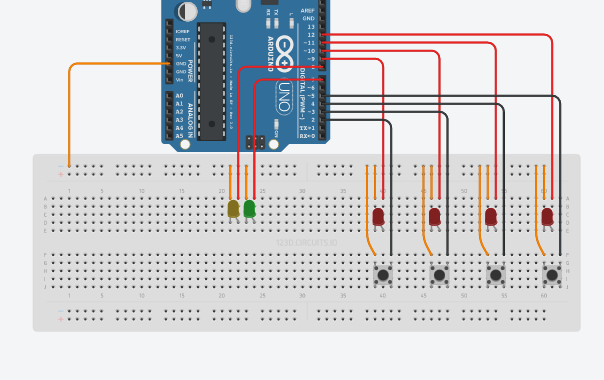 AREF
GND
13
12
~11
~10
~9
8
7
~6
~5
4
~3
2
TX→1
RX←0
DIGITAL (PWM~)
IOREF
RESET
3.3V
5V
GND
GND
Vin
POWER
A0
A1
A2
A3
A4
A5
ANALOG IN
TX
RX
L
ARDUINO
UNO
ON
1 5 10 15 20 25 30 35 40 45 50 55 60
A
B
C
D
E
123D.CIRCUITS.IO
F
G
H
I
J
1 5 10 15 20 25 30 35 40 45 50 55 60